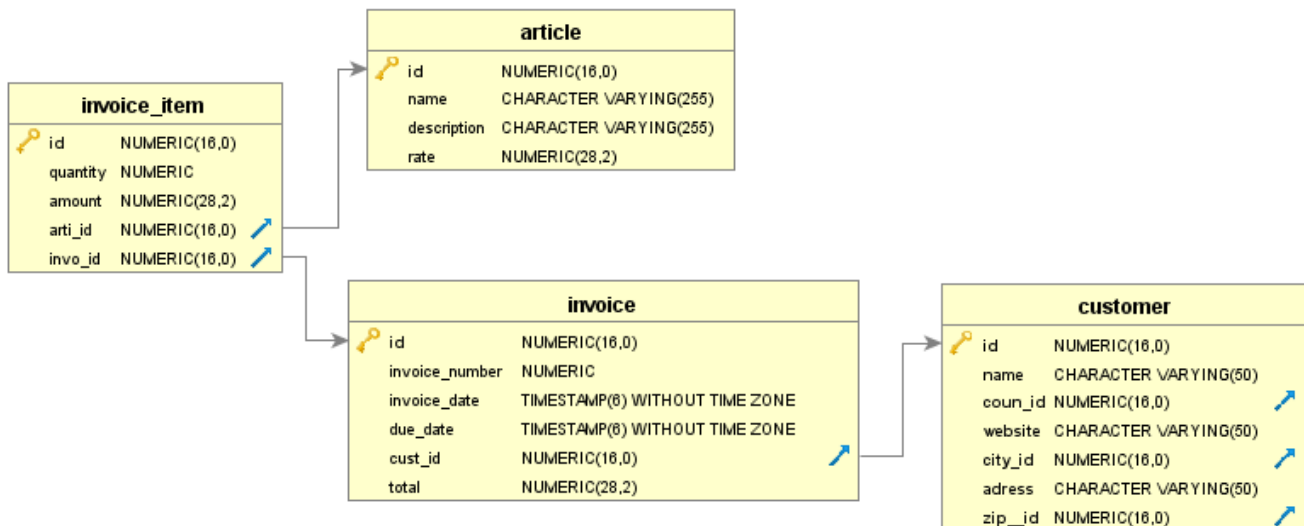 article
id NUMERIC(16,0)
name CHARACTER VARYING(255)
description CHARACTER VARYING(255)
rate NUMERIC(28,2)
invoice_item
id NUMERIC(16,0)
quantity NUMERIC
amount NUMERIC(28,2)
arti_id NUMERIC(16,0)
invo_id NUMERIC(16,0)
invoice
id NUMERIC(16,0)
invoice_number NUMERIC
invoice_date TIMESTAMP(6) WITHOUT TIME ZONE
due_date TIMESTAMP(6) WITHOUT TIME ZONE
cust_id NUMERIC(16,0)
total NUMERIC(28,2)
customer
id NUMERIC(16,0)
name CHARACTER VARYING(50)
coun_id NUMERIC(16,0)
website CHARACTER VARYING(50)
city_id NUMERIC(16,0)
adress CHARACTER VARYING(50)
zip__id NUMERIC(16,0)